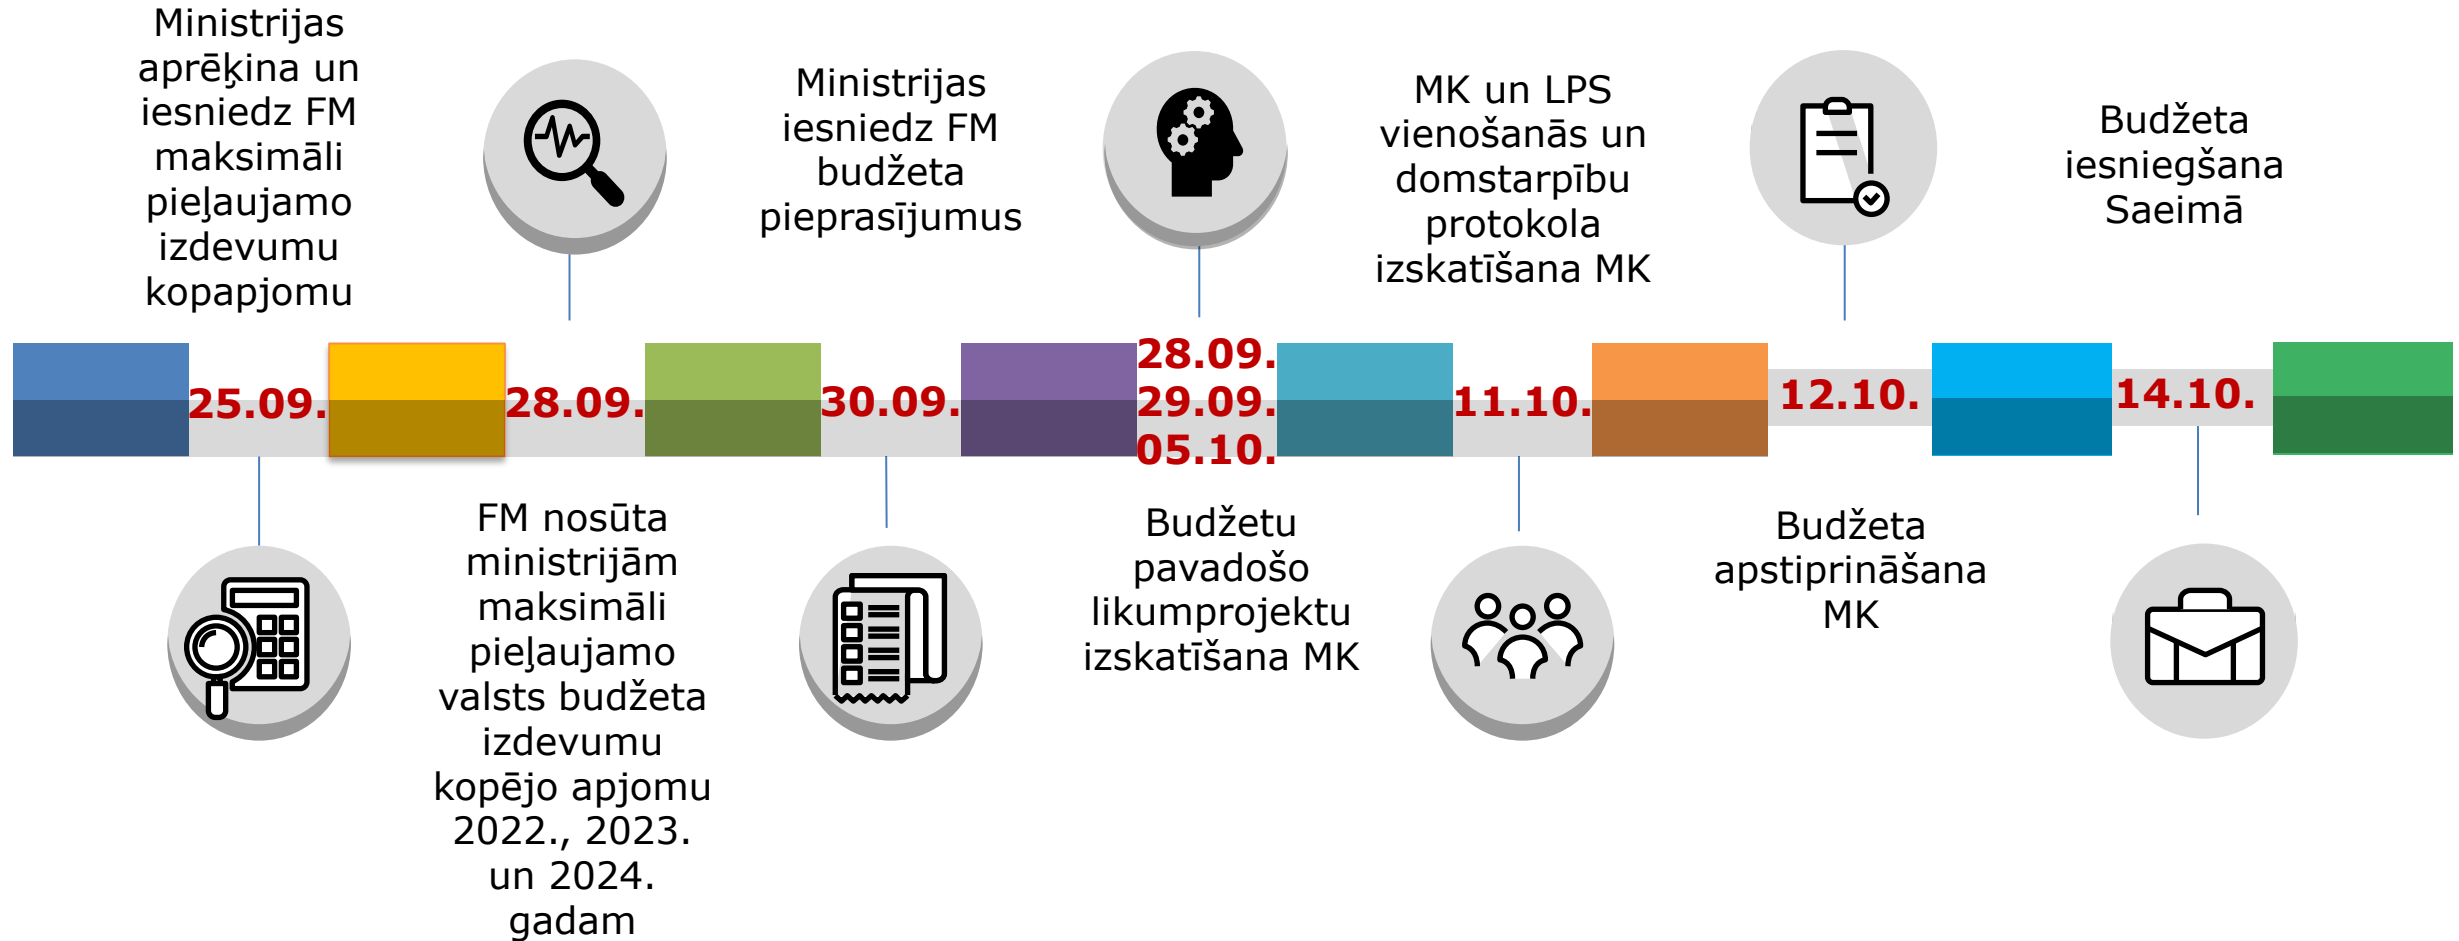 Ministrijas
aprēķina un
iesniedz FM
maksimāli
pieļaujamo
izdevumu
kopapjomu
25.09.
28.09.
FM nosūta
ministrijām
maksimāli
pieļaujamo
valsts budžeta
izdevumu
kopējo apjomu
2022., 2023.
un 2024.
gadam
Ministrijas
iesniedz FM
budžeta
pieprasījumus
30.09.
28.09.
29.09.
05.10.
Budžetu
pavadošo
likumprojektu
izskatīšana MK
MK un LPS
vienošanās un
domstarpību
protokola
izskatīšana MK
11.10.
12.10.
Budžeta
apstiprināšana
MK
Budžeta
iesniegšana
Saeimā
14.10.